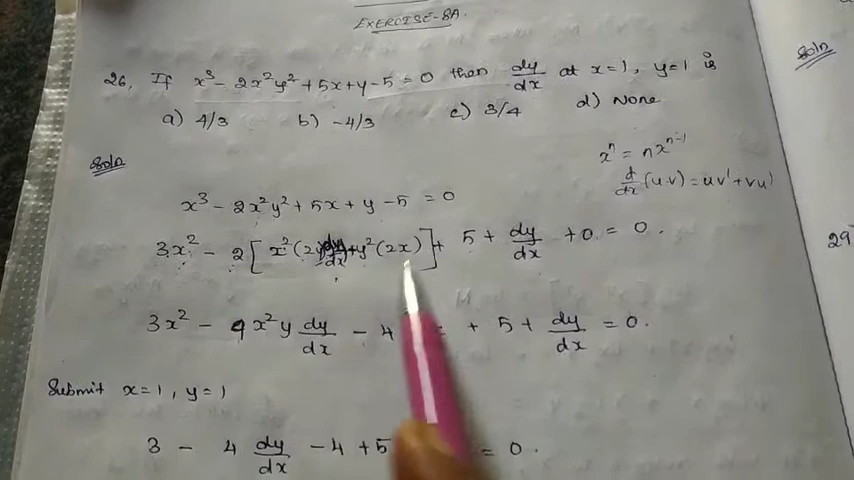 EXERCISE-8A.
26, If x³ - 2x²y² + 5x + y - 5 = 0 then dy/dx at x=1, y=1 is
a) 4/3 b) -4/3 c) 3/4 d) None
Soln
Soln
xⁿ = nxⁿ⁻¹
d/dx (u.v) = uv' + vu'
x³ - 2x²y² + 5x + y - 5 = 0
3x² - 2[x²(2y dy/dx + y²(2x)] + 5 + dy/dx + 0 = 0.
29
3x² - 4x²y dy/dx - 4 + 5 + dy/dx = 0.
Submit x=1, y=1
3 - 4 dy/dx - 4 + 5 = 0.